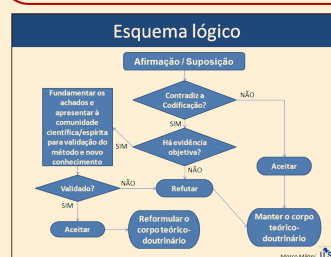 Esquema lógico
Afirmação / Suposição
Contradiz a
Codificação?
NÃO
SIM
Fundamentar os
achados e
apresentar à
comunidade
científica/espírita
para validação do
método e novo
conhecimento
Há evidência
objetiva?
SIM
NÃO
Aceitar
Validado?
NÃO
Refutar
SIM
Aceitar
Reformular o
corpo teórico-
doutrinário
Manter o corpo
teórico-
doutrinário
Marco Milani